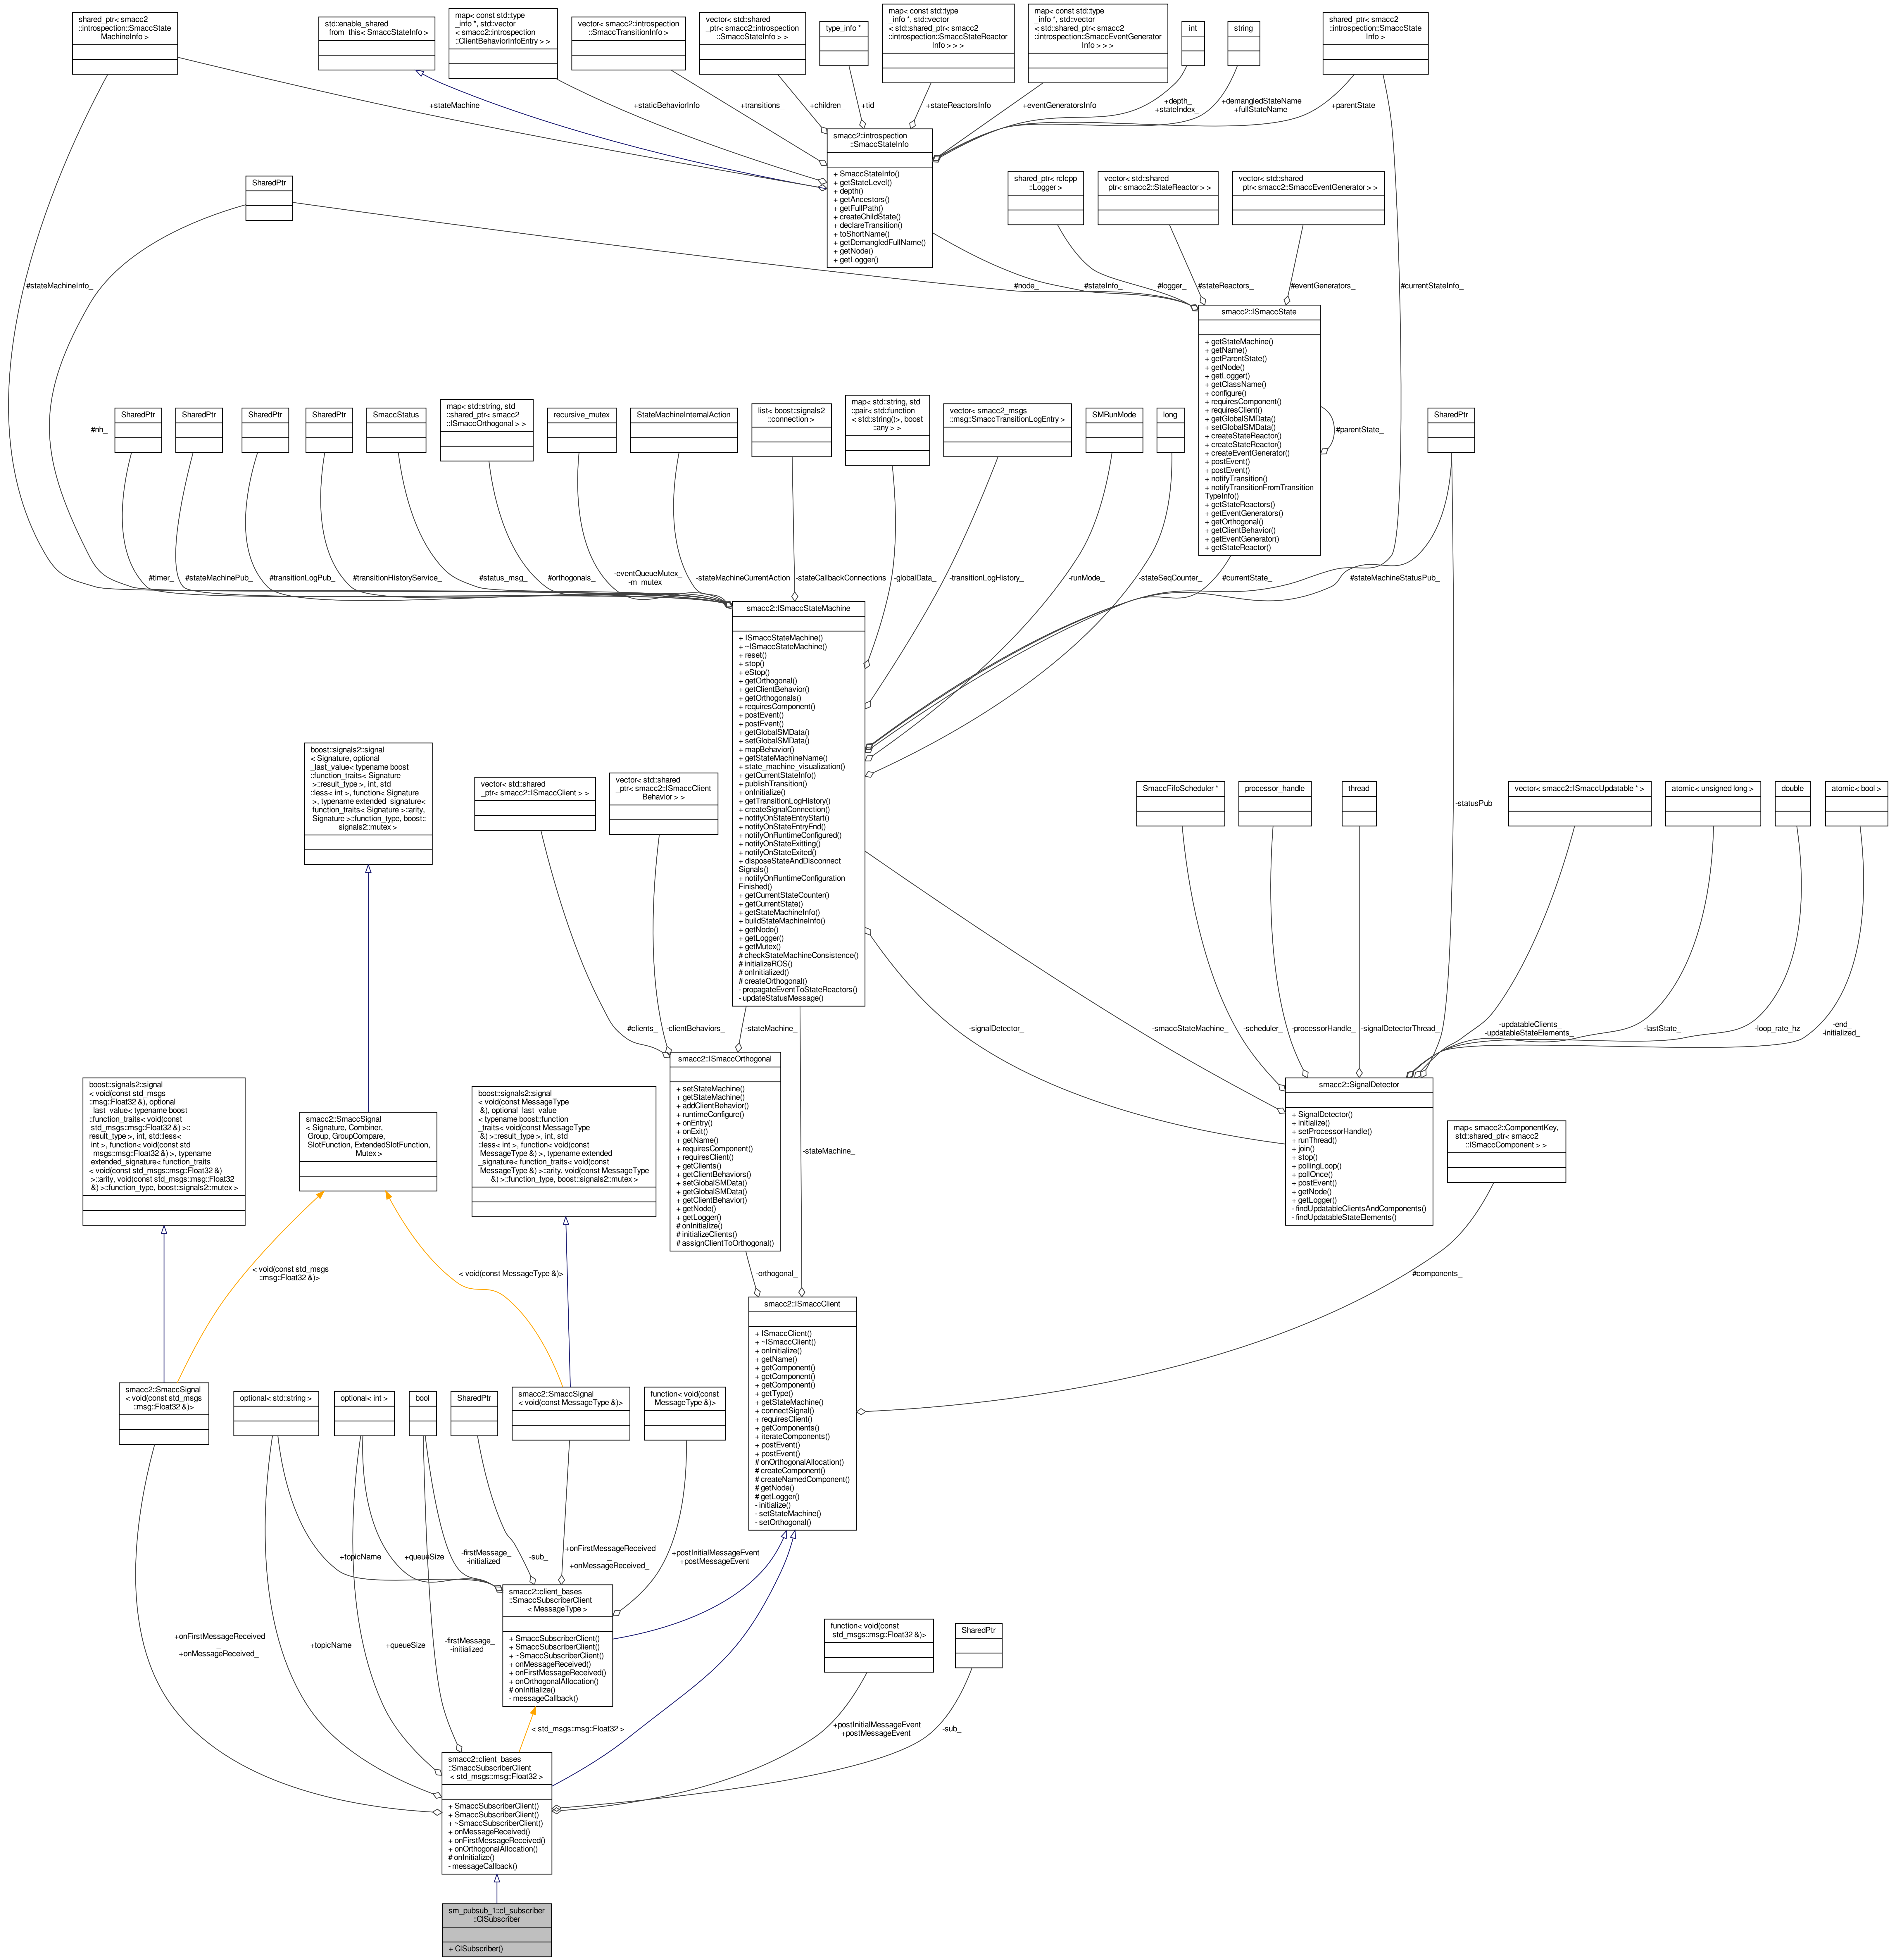 shared_ptr< smacc2
::introspection::SmaccState
MachineInfo >
std::enable_shared
_from_this< SmaccStateInfo >
map< const std::type
_info *, std::vector
< smacc2::introspection
::ClientBehaviorInfoEntry > >
vector< smacc2::introspection
::SmaccTransitionInfo >
vector< std::shared
_ptr< smacc2::introspection
::SmaccStateInfo > >
type_info *
map< const std::type
_info *, std::vector
< std::shared_ptr< smacc2
::introspection::SmaccStateReactor
Info > > >
map< const std::type
_info *, std::vector
< std::shared_ptr< smacc2
::introspection::SmaccEventGenerator
Info > > >
int
string
shared_ptr< smacc2
::introspection::SmaccState
Info >
+stateMachine_
+staticBehaviorInfo
+transitions_
+children_
+tid_
+stateReactorsInfo
+eventGeneratorsInfo
+depth_
+stateIndex_
+demangledStateName
+fullStateName
+parentState_
smacc2::introspection
::SmaccStateInfo
+ SmaccStateInfo()
+ getStateLevel()
+ depth()
+ getAncestors()
+ getFullPath()
+ createChildState()
+ declareTransition()
+ toShortName()
+ getDemangledFullName()
+ getNode()
+ getLogger()
SharedPtr
shared_ptr< rclcpp
::Logger >
vector< std::shared
_ptr< smacc2::StateReactor > >
vector< std::shared
_ptr< smacc2::SmaccEventGenerator > >
#stateMachineInfo_
#node_
#stateInfo_
#logger_
#stateReactors_
#eventGenerators_
#currentStateInfo_
smacc2::ISmaccState
+ getStateMachine()
+ getName()
+ getParentState()
+ getNode()
+ getLogger()
+ getClassName()
+ configure()
+ requiresComponent()
+ requiresClient()
+ getGlobalSMData()
+ setGlobalSMData()
+ createStateReactor()
+ createStateReactor()
+ createEventGenerator()
+ postEvent()
+ postEvent()
+ notifyTransition()
+ notifyTransitionFromTransition
TypeInfo()
+ getStateReactors()
+ getEventGenerators()
+ getOrthogonal()
+ getClientBehavior()
+ getEventGenerator()
+ getStateReactor()
#parentState_
#nh_
SharedPtr
SharedPtr
SharedPtr
SharedPtr
SmaccStatus
map< std::string, std
::shared_ptr< smacc2
::ISmaccOrthogonal > >
recursive_mutex
StateMachineInternalAction
list< boost::signals2
::connection >
map< std::string, std
::pair< std::function
< std::string()>, boost
::any > >
vector< smacc2_msgs
::msg::SmaccTransitionLogEntry >
SMRunMode
long
SharedPtr
#timer_
#stateMachinePub_
#transitionLogPub_
#transitionHistoryService_
#status_msg_
#orthogonals_
-eventQueueMutex_
-m_mutex_
-stateMachineCurrentAction
-stateCallbackConnections
-globalData_
-transitionLogHistory_
-runMode_
-stateSeqCounter_
#currentState_
#stateMachineStatusPub_
smacc2::ISmaccStateMachine
+ ISmaccStateMachine()
+ ~ISmaccStateMachine()
+ reset()
+ stop()
+ eStop()
+ getOrthogonal()
+ getClientBehavior()
+ getOrthogonals()
+ requiresComponent()
+ postEvent()
+ postEvent()
+ getGlobalSMData()
+ setGlobalSMData()
+ mapBehavior()
+ getStateMachineName()
+ state_machine_visualization()
+ getCurrentStateInfo()
+ publishTransition()
+ onInitialize()
+ getTransitionLogHistory()
+ createSignalConnection()
+ notifyOnStateEntryStart()
+ notifyOnStateEntryEnd()
+ notifyOnRuntimeConfigured()
+ notifyOnStateExitting()
+ notifyOnStateExited()
+ disposeStateAndDisconnect
Signals()
+ notifyOnRuntimeConfiguration
Finished()
+ getCurrentStateCounter()
+ getCurrentState()
+ getStateMachineInfo()
+ buildStateMachineInfo()
+ getNode()
+ getLogger()
+ getMutex()
# checkStateMachineConsistence()
# initializeROS()
# onInitialized()
# createOrthogonal()
- propagateEventToStateReactors()
- updateStatusMessage()
boost::signals2::signal
< Signature, optional
_last_value< typename boost
::function_traits< Signature
>::result_type >, int, std
::less< int >, function< Signature
>, typename extended_signature<
function_traits< Signature >::arity,
Signature >::function_type, boost::
signals2::mutex >
vector< std::shared
_ptr< smacc2::ISmaccClient > >
vector< std::shared
_ptr< smacc2::ISmaccClient
Behavior > >
SmaccFifoScheduler *
processor_handle
thread
vector< smacc2::ISmaccUpdatable * >
atomic< unsigned long >
double
atomic< bool >
-statusPub_
#clients_
-clientBehaviors_
-stateMachine_
-signalDetector_
-smaccStateMachine_
-scheduler_
-processorHandle_
-signalDetectorThread_
-updatableClients_
-updatableStateElements_
-lastState_
-loop_rate_hz
-end_
-initialized_
smacc2::ISmaccOrthogonal
+ setStateMachine()
+ getStateMachine()
+ addClientBehavior()
+ runtimeConfigure()
+ onEntry()
+ onExit()
+ getName()
+ requiresComponent()
+ requiresClient()
+ getClients()
+ getClientBehaviors()
+ setGlobalSMData()
+ getGlobalSMData()
+ getClientBehavior()
+ getNode()
+ getLogger()
# onInitialize()
# initializeClients()
# assignClientToOrthogonal()
smacc2::SignalDetector
+ SignalDetector()
+ initialize()
+ setProcessorHandle()
+ runThread()
+ join()
+ stop()
+ pollingLoop()
+ pollOnce()
+ postEvent()
+ getNode()
+ getLogger()
- findUpdatableClientsAndComponents()
- findUpdatableStateElements()
map< smacc2::ComponentKey,
std::shared_ptr< smacc2
::ISmaccComponent > >
boost::signals2::signal
< void(const std_msgs
::msg::Float32 &), optional
_last_value< typename boost
::function_traits< void(const
std_msgs::msg::Float32 &) >::
result_type >, int, std::less<
int >, function< void(const std
_msgs::msg::Float32 &) >, typename
extended_signature< function_traits
< void(const std_msgs::msg::Float32 &)
>::arity, void(const std_msgs::msg::Float32
&) >::function_type, boost::signals2::mutex >
smacc2::SmaccSignal
< Signature, Combiner,
Group, GroupCompare,
SlotFunction, ExtendedSlotFunction,
Mutex >
boost::signals2::signal
< void(const MessageType
&), optional_last_value
< typename boost::function
_traits< void(const MessageType
&) >::result_type >, int, std
::less< int >, function< void(const
MessageType &) >, typename extended
_signature< function_traits< void(const
MessageType &) >::arity, void(const MessageType
&) >::function_type, boost::signals2::mutex >
-stateMachine_
< void(const std_msgs
::msg::Float32 &)>
< void(const MessageType &)>
-orthogonal_
#components_
smacc2::ISmaccClient
+ ISmaccClient()
+ ~ISmaccClient()
+ onInitialize()
+ getName()
+ getComponent()
+ getComponent()
+ getComponent()
+ getType()
+ getStateMachine()
+ connectSignal()
+ requiresClient()
+ getComponents()
+ iterateComponents()
+ postEvent()
+ postEvent()
# onOrthogonalAllocation()
# createComponent()
# createNamedComponent()
# getNode()
# getLogger()
- initialize()
- setStateMachine()
- setOrthogonal()
smacc2::SmaccSignal
< void(const std_msgs
::msg::Float32 &)>
optional< std::string >
optional< int >
bool
SharedPtr
smacc2::SmaccSignal
< void(const MessageType &)>
function< void(const
MessageType &)>
+topicName
+queueSize
-firstMessage_
-initialized_
-sub_
+onFirstMessageReceived
_
+onMessageReceived_
+postInitialMessageEvent
+postMessageEvent
smacc2::client_bases
::SmaccSubscriberClient
< MessageType >
+ SmaccSubscriberClient()
+ SmaccSubscriberClient()
+ ~SmaccSubscriberClient()
+ onMessageReceived()
+ onFirstMessageReceived()
+ onOrthogonalAllocation()
# onInitialize()
- messageCallback()
+onFirstMessageReceived
_
+onMessageReceived_
+topicName
+queueSize
-firstMessage_
-initialized_
function< void(const
std_msgs::msg::Float32 &)>
SharedPtr
< std_msgs::msg::Float32 >
+postInitialMessageEvent
+postMessageEvent
-sub_
smacc2::client_bases
::SmaccSubscriberClient
< std_msgs::msg::Float32 >
+ SmaccSubscriberClient()
+ SmaccSubscriberClient()
+ ~SmaccSubscriberClient()
+ onMessageReceived()
+ onFirstMessageReceived()
+ onOrthogonalAllocation()
# onInitialize()
- messageCallback()
sm_pubsub_1::cl_subscriber
::ClSubscriber
+ ClSubscriber()